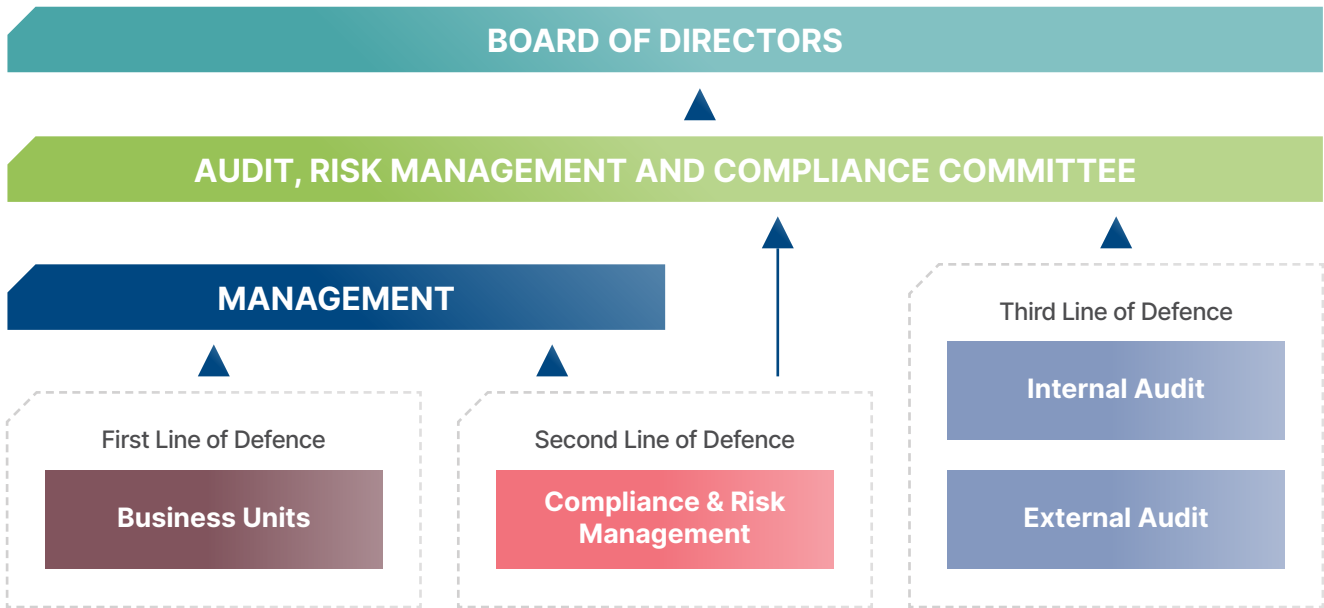 BOARD OF DIRECTORS
AUDIT, RISK MANAGEMENT AND COMPLIANCE COMMITTEE
MANAGEMENT
First Line of Defence
Business Units
Second Line of Defence
Compliance & Risk
Management
Third Line of Defence
Internal Audit
External Audit